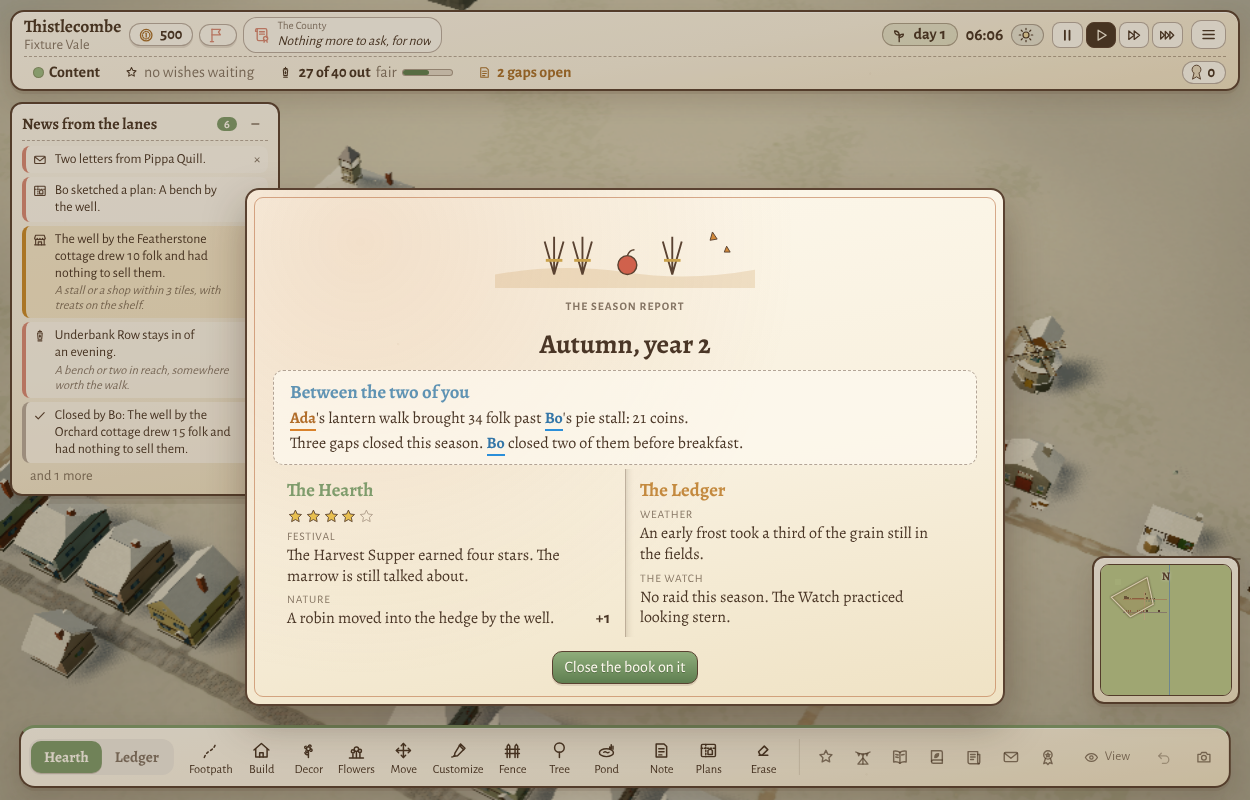 Thistlecombe
Fixture Vale
500
The County
Nothing more to ask, for now
day 1
06:06
Content
no wishes waiting
27 of 40 out fair
2 gaps open
0
News from the lanes
6
Two letters from Pippa Quill.
Bo sketched a plan: A bench by
the well.
The well by the Featherstone
cottage drew 10 folk and had
nothing to sell them.
A stall or a shop within 3 tiles, with
treats on the shelf.
Underbank Row stays in of
an evening.
A bench or two in reach, somewhere
worth the walk.
Closed by Bo: The well by the
Orchard cottage drew 15 folk and
had nothing to sell them.
and 1 more
THE SEASON REPORT
Autumn, year 2
Between the two of you
Ada's lantern walk brought 34 folk past Bo's pie stall: 21 coins.
Three gaps closed this season. Bo closed two of them before breakfast.
The Hearth
FESTIVAL
The Harvest Supper earned four stars. The
marrow is still talked about.
NATURE
A robin moved into the hedge by the well.
+1
The Ledger
WEATHER
An early frost took a third of the grain still in
the fields.
THE WATCH
No raid this season. The Watch practiced
looking stern.
Close the book on it
N
Hearth
Ledger
Footpath
Build
Decor
Flowers
Move
Customize
Fence
Tree
Pond
Note
Plans
Erase
View